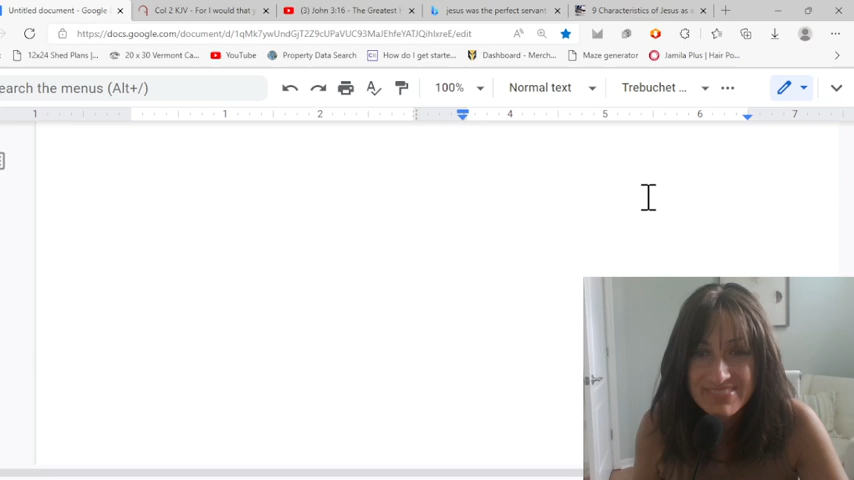 Untitled document - Google
Col 2 KJV - For I would that y
(3) John 3:16 - The Greatest H
jesus was the perfect servant
9 Characteristics of Jesus as a
https://docs.google.com/document/d/1qMk7ywUndGjT2Z9cUPaVUC93MaJEhfeYATJQihIxreE/edit
12x24 Shed Plans |...
20 x 30 Vermont Ca...
YouTube
Property Data Search
How do I get starte...
Dashboard - Merch...
Maze generator
Jamila Plus | Hair Po...
earch the menus (Alt+/)
100%
Normal text
Trebuchet ...
1 1 2 4 5 6 7